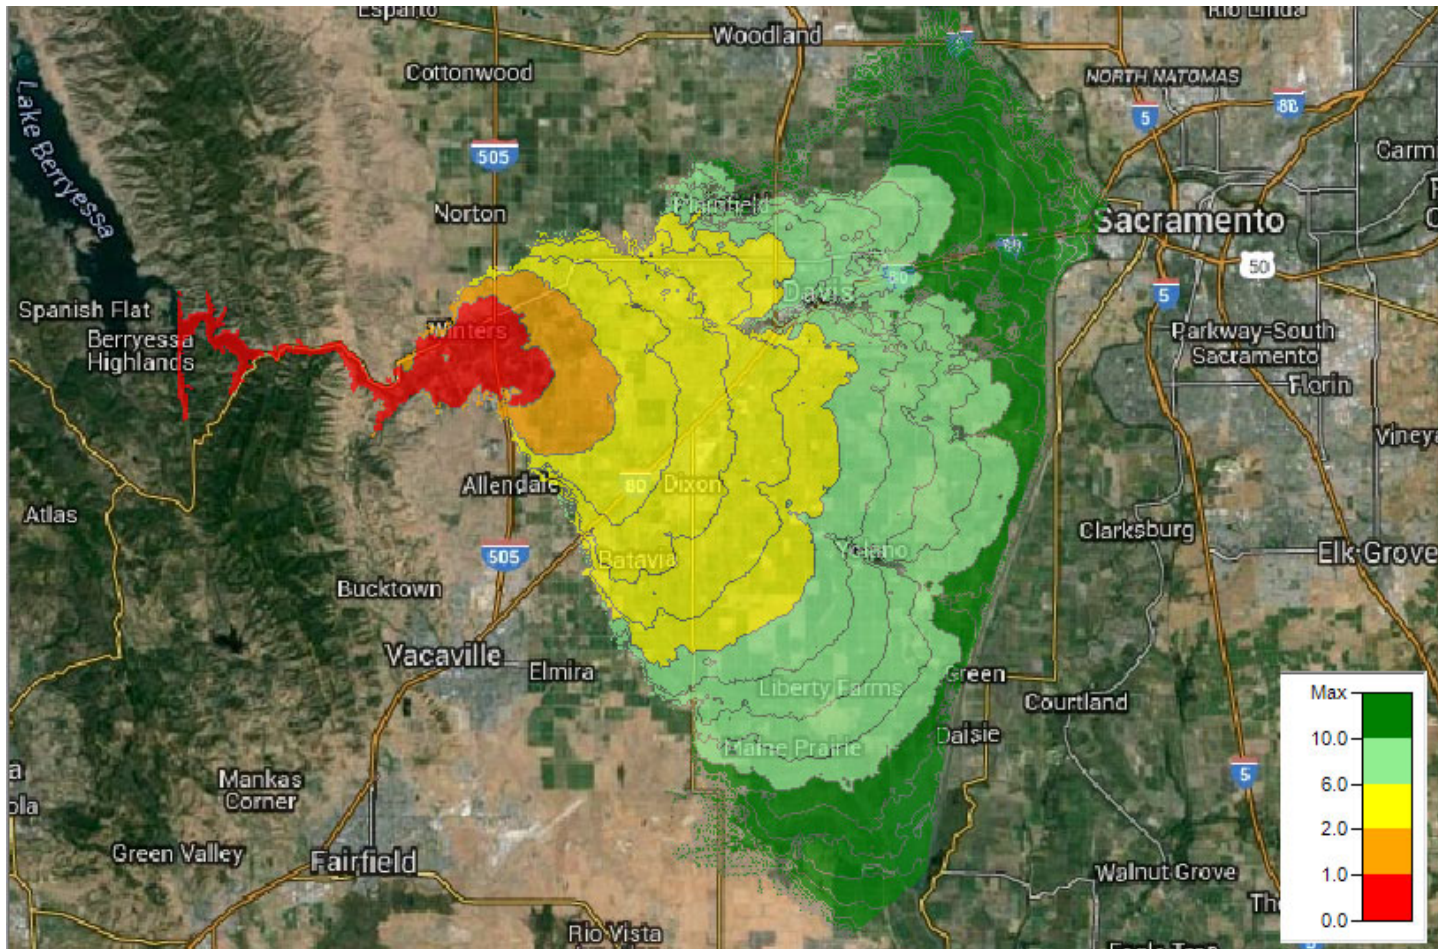 Esparto
Woodland
Rio Linda
5
Cottonwood
NORTH NATOMAS
Lake Berryessa
80
5
505
Carmi
Norton
Plainfield
Sacramento
80
80
50
Davis
5
Spanish Flat
Berryessa
Highlands
Winters
Parkway-South
Sacramento
Florin
Viney
Allendale
80
Dixon
Atlas
Clarksburg
505
Batavia
Yolano
Elk Grove
Bucktown
Vacaville
Elmira
Liberty Farms
Green
Courtland
Maine Prairie
Daisie
Mankas
Corner
5
Green Valley
Fairfield
Walnut Grove
Rio Vista
Max
10.0
6.0
2.0
1.0
0.0